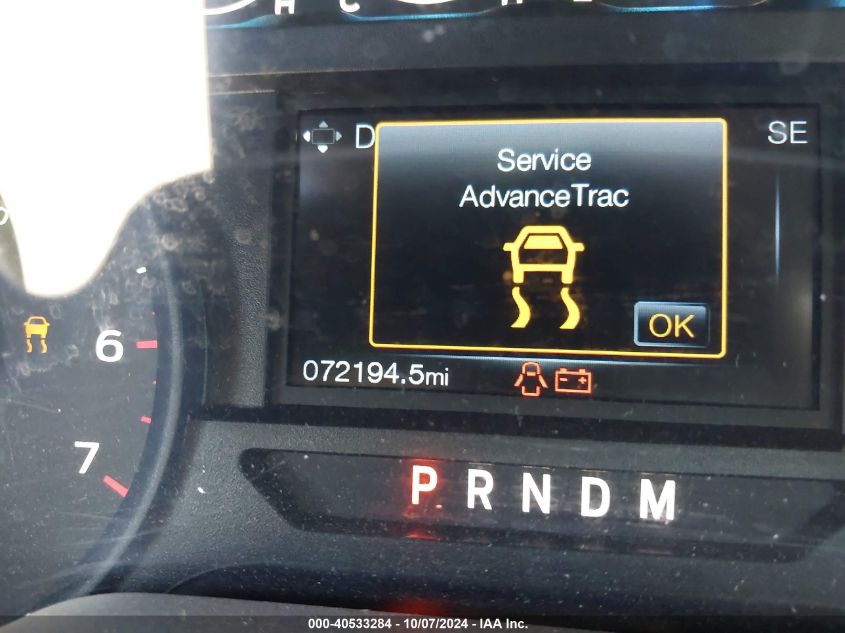 H C H E
D
SE
Service
AdvanceTrac
OK
072194.5mi
6
7
P R N D M
000-40533284 - 10/07/2024 - IAA Inc.